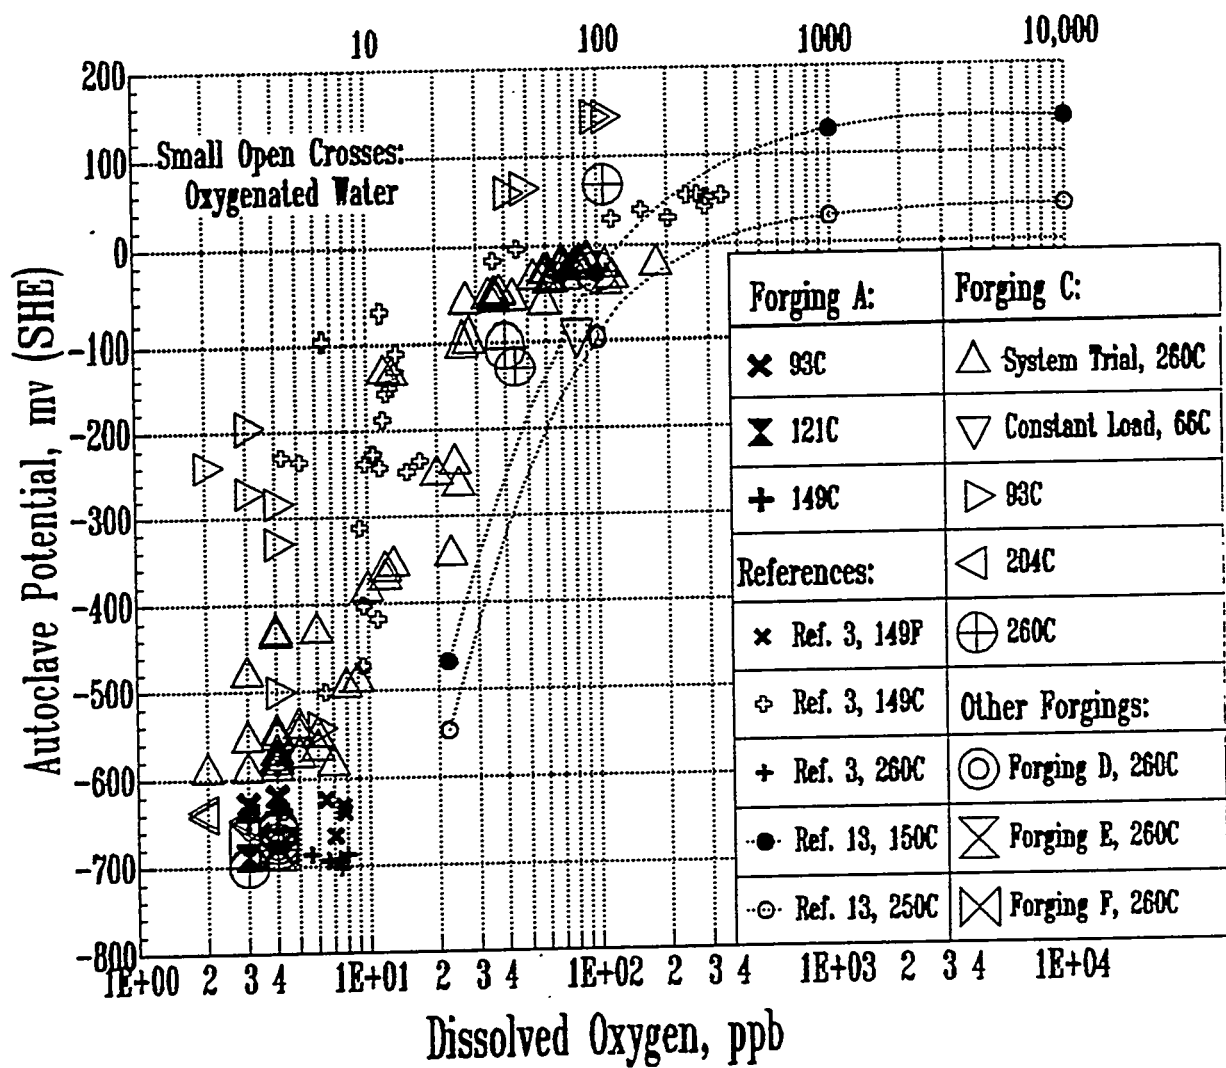 10 100 1000 10,000
200
100
0
-100
-200
-300
-400
-500
-600
-700
-800
Small Open Crosses:
Oxygenated Water
Autoclave Potential, mv (SHE)
Forging A:
93C
121C
149C
References:
Ref. 3, 149F
Ref. 3, 149C
Ref. 3, 260C
Ref. 13, 150C
Ref. 13, 250C
Forging C:
System Trial, 260C
Constant Load, 66C
93C
204C
260C
Other Forgings:
Forging D, 260C
Forging E, 260C
Forging F, 260C
1E+00 2 3 4 1E+01 2 3 4 1E+02 2 3 4 1E+03 2 3 4 1E+04
Dissolved Oxygen, ppb